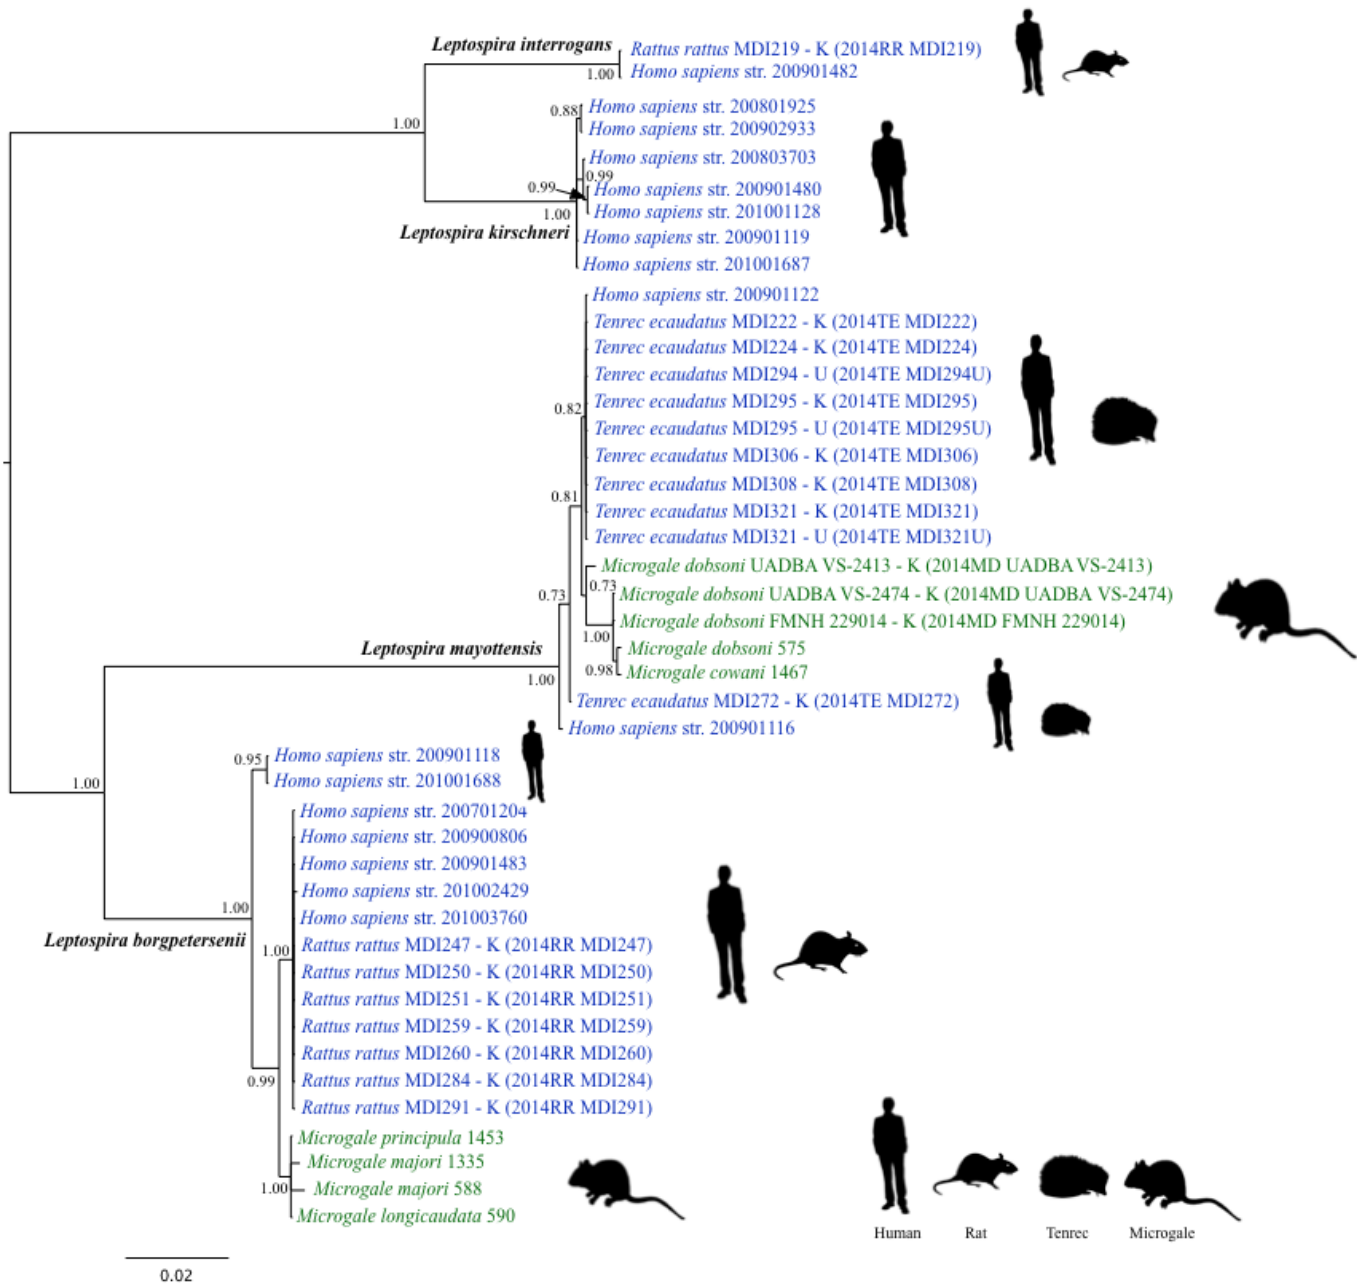 Leptospira interrogans
Rattus rattus MDI219 - K (2014RR MDI219)
1.00
Homo sapiens str. 200901482
0.88
Homo sapiens str. 200801925
1.00
Homo sapiens str. 200902933
Homo sapiens str. 200803703
0.99
0.99
Homo sapiens str. 200901480
1.00
Homo sapiens str. 201001128
Leptospira kirschneri
Homo sapiens str. 200901119
Homo sapiens str. 201001687
Homo sapiens str. 200901122
Tenrec ecaudatus MDI222 - K (2014TE MDI222)
Tenrec ecaudatus MDI224 - K (2014TE MDI224)
Tenrec ecaudatus MDI294 - U (2014TE MDI294U)
Tenrec ecaudatus MDI295 - K (2014TE MDI295)
0.82
Tenrec ecaudatus MDI295 - U (2014TE MDI295U)
Tenrec ecaudatus MDI306 - K (2014TE MDI306)
Tenrec ecaudatus MDI308 - K (2014TE MDI308)
0.81
Tenrec ecaudatus MDI321 - K (2014TE MDI321)
Tenrec ecaudatus MDI321 - U (2014TE MDI321U)
Microgale dobsoni UADBA VS-2413 - K (2014MD UADBA VS-2413)
0.73
0.73
Microgale dobsoni UADBA VS-2474 - K (2014MD UADBA VS-2474)
Microgale dobsoni FMNH 229014 - K (2014MD FMNH 229014)
1.00
Leptospira mayottensis
Microgale dobsoni 575
0.98
Microgale cowani 1467
1.00
Tenrec ecaudatus MDI272 - K (2014TE MDI272)
Homo sapiens str. 200901116
0.95
Homo sapiens str. 200901118
1.00
Homo sapiens str. 201001688
Homo sapiens str. 200701204
Homo sapiens str. 200900806
Homo sapiens str. 200901483
Homo sapiens str. 201002429
1.00
Homo sapiens str. 201003760
Leptospira borgpetersenii
Rattus rattus MDI247 - K (2014RR MDI247)
1.00
Rattus rattus MDI250 - K (2014RR MDI250)
Rattus rattus MDI251 - K (2014RR MDI251)
Rattus rattus MDI259 - K (2014RR MDI259)
Rattus rattus MDI260 - K (2014RR MDI260)
0.99
Rattus rattus MDI284 - K (2014RR MDI284)
Rattus rattus MDI291 - K (2014RR MDI291)
Microgale principula 1453
Microgale majori 1335
1.00
Microgale majori 588
Microgale longicaudata 590
Human
Rat
Tenrec
Microgale
0.02